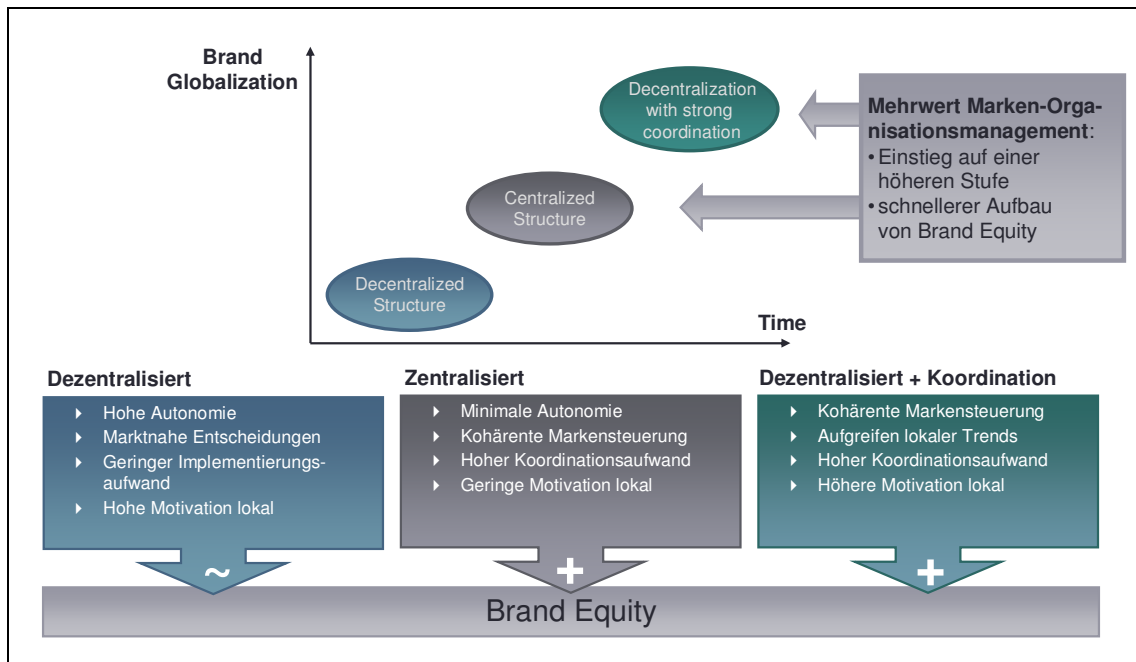 Brand
Globalization
Decentralization
with strong
coordination
Mehrwert Marken-Orga-
nisationsmanagement:
• Einstieg auf einer
höheren Stufe
• schnellerer Aufbau
von Brand Equity
Centralized
Structure
Decentralized
Structure
Time
Dezentralisiert
Hohe Autonomie
Marktnahe Entscheidungen
Geringer Implementierungs-
aufwand
Hohe Motivation lokal
~
Zentralisiert
Minimale Autonomie
Kohärente Markensteuerung
Hoher Koordinationsaufwand
Geringe Motivation lokal
+
Dezentralisiert + Koordination
Kohärente Markensteuerung
Aufgreifen lokaler Trends
Hoher Koordinationsaufwand
Höhere Motivation lokal
+
Brand Equity